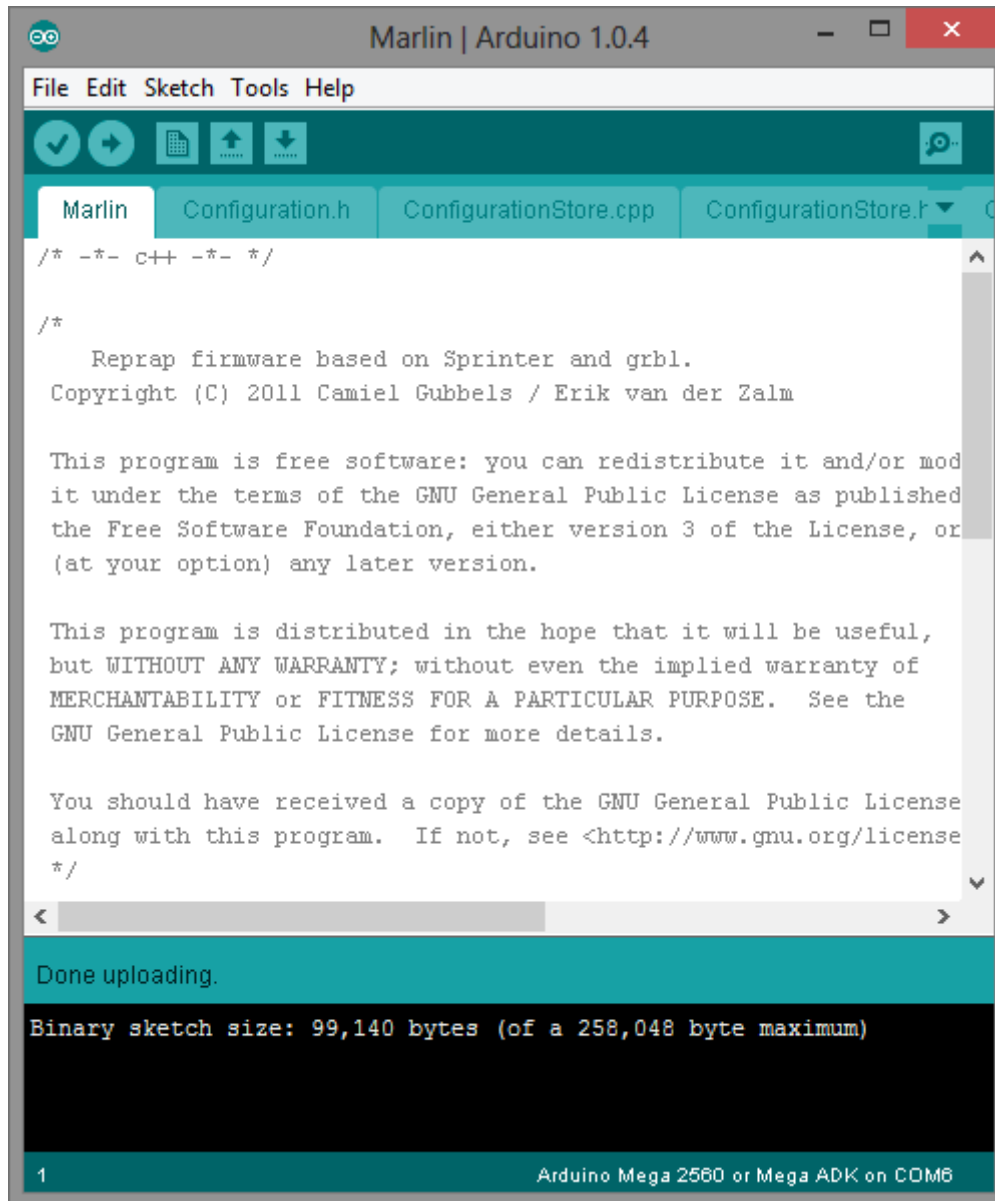 Marlin | Arduino 1.0.4
File Edit Sketch Tools Help
Marlin Configuration.h ConfigurationStore.cpp ConfigurationStore.h
/* -*- c++ -*- */
/*
Reprap firmware based on Sprinter and grbl.
Copyright (C) 2011 Camiel Gubbels / Erik van der Zalm
This program is free software: you can redistribute it and/or mod
it under the terms of the GNU General Public License as published
the Free Software Foundation, either version 3 of the License, or
(at your option) any later version.
This program is distributed in the hope that it will be useful,
but WITHOUT ANY WARRANTY; without even the implied warranty of
MERCHANTABILITY or FITNESS FOR A PARTICULAR PURPOSE.  See the
GNU General Public License for more details.
You should have received a copy of the GNU General Public License
along with this program.  If not, see <http://www.gnu.org/license
*/
Done uploading.
Binary sketch size: 99,140 bytes (of a 258,048 byte maximum)
1 Arduino Mega 2560 or Mega ADK on COM6